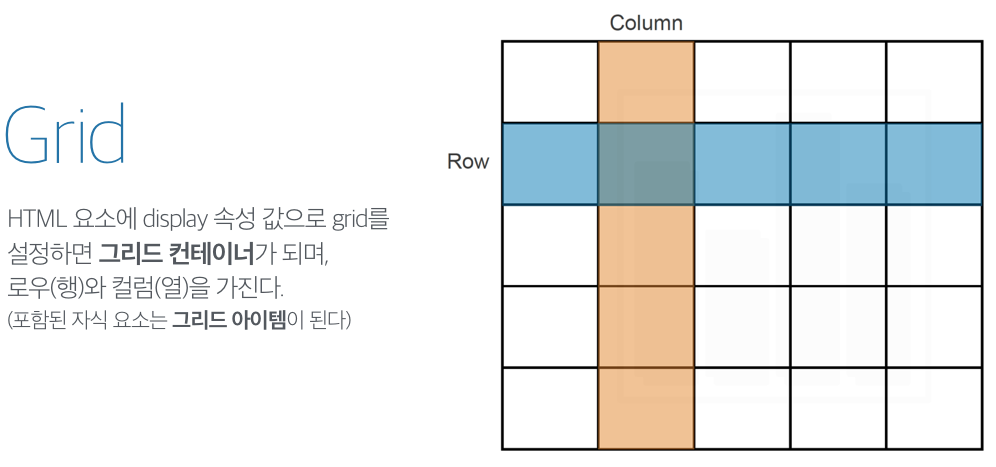 Grid
HTML 요소에 display 속성 값으로 grid를
설정하면 그리드 컨테이너가 되며,
로우(행)와 컬럼(열)을 가진다.
(포함된 자식 요소는 그리드 아이템이 된다)
Column
Row